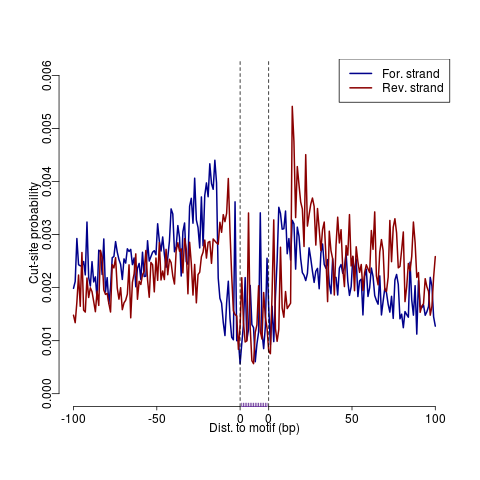 For. strand
Rev. strand
0.006
0.005
0.004
0.003
0.002
0.001
0.000
Cut-site probability
-100 -50 0 0 50 100
Dist. to motif (bp)